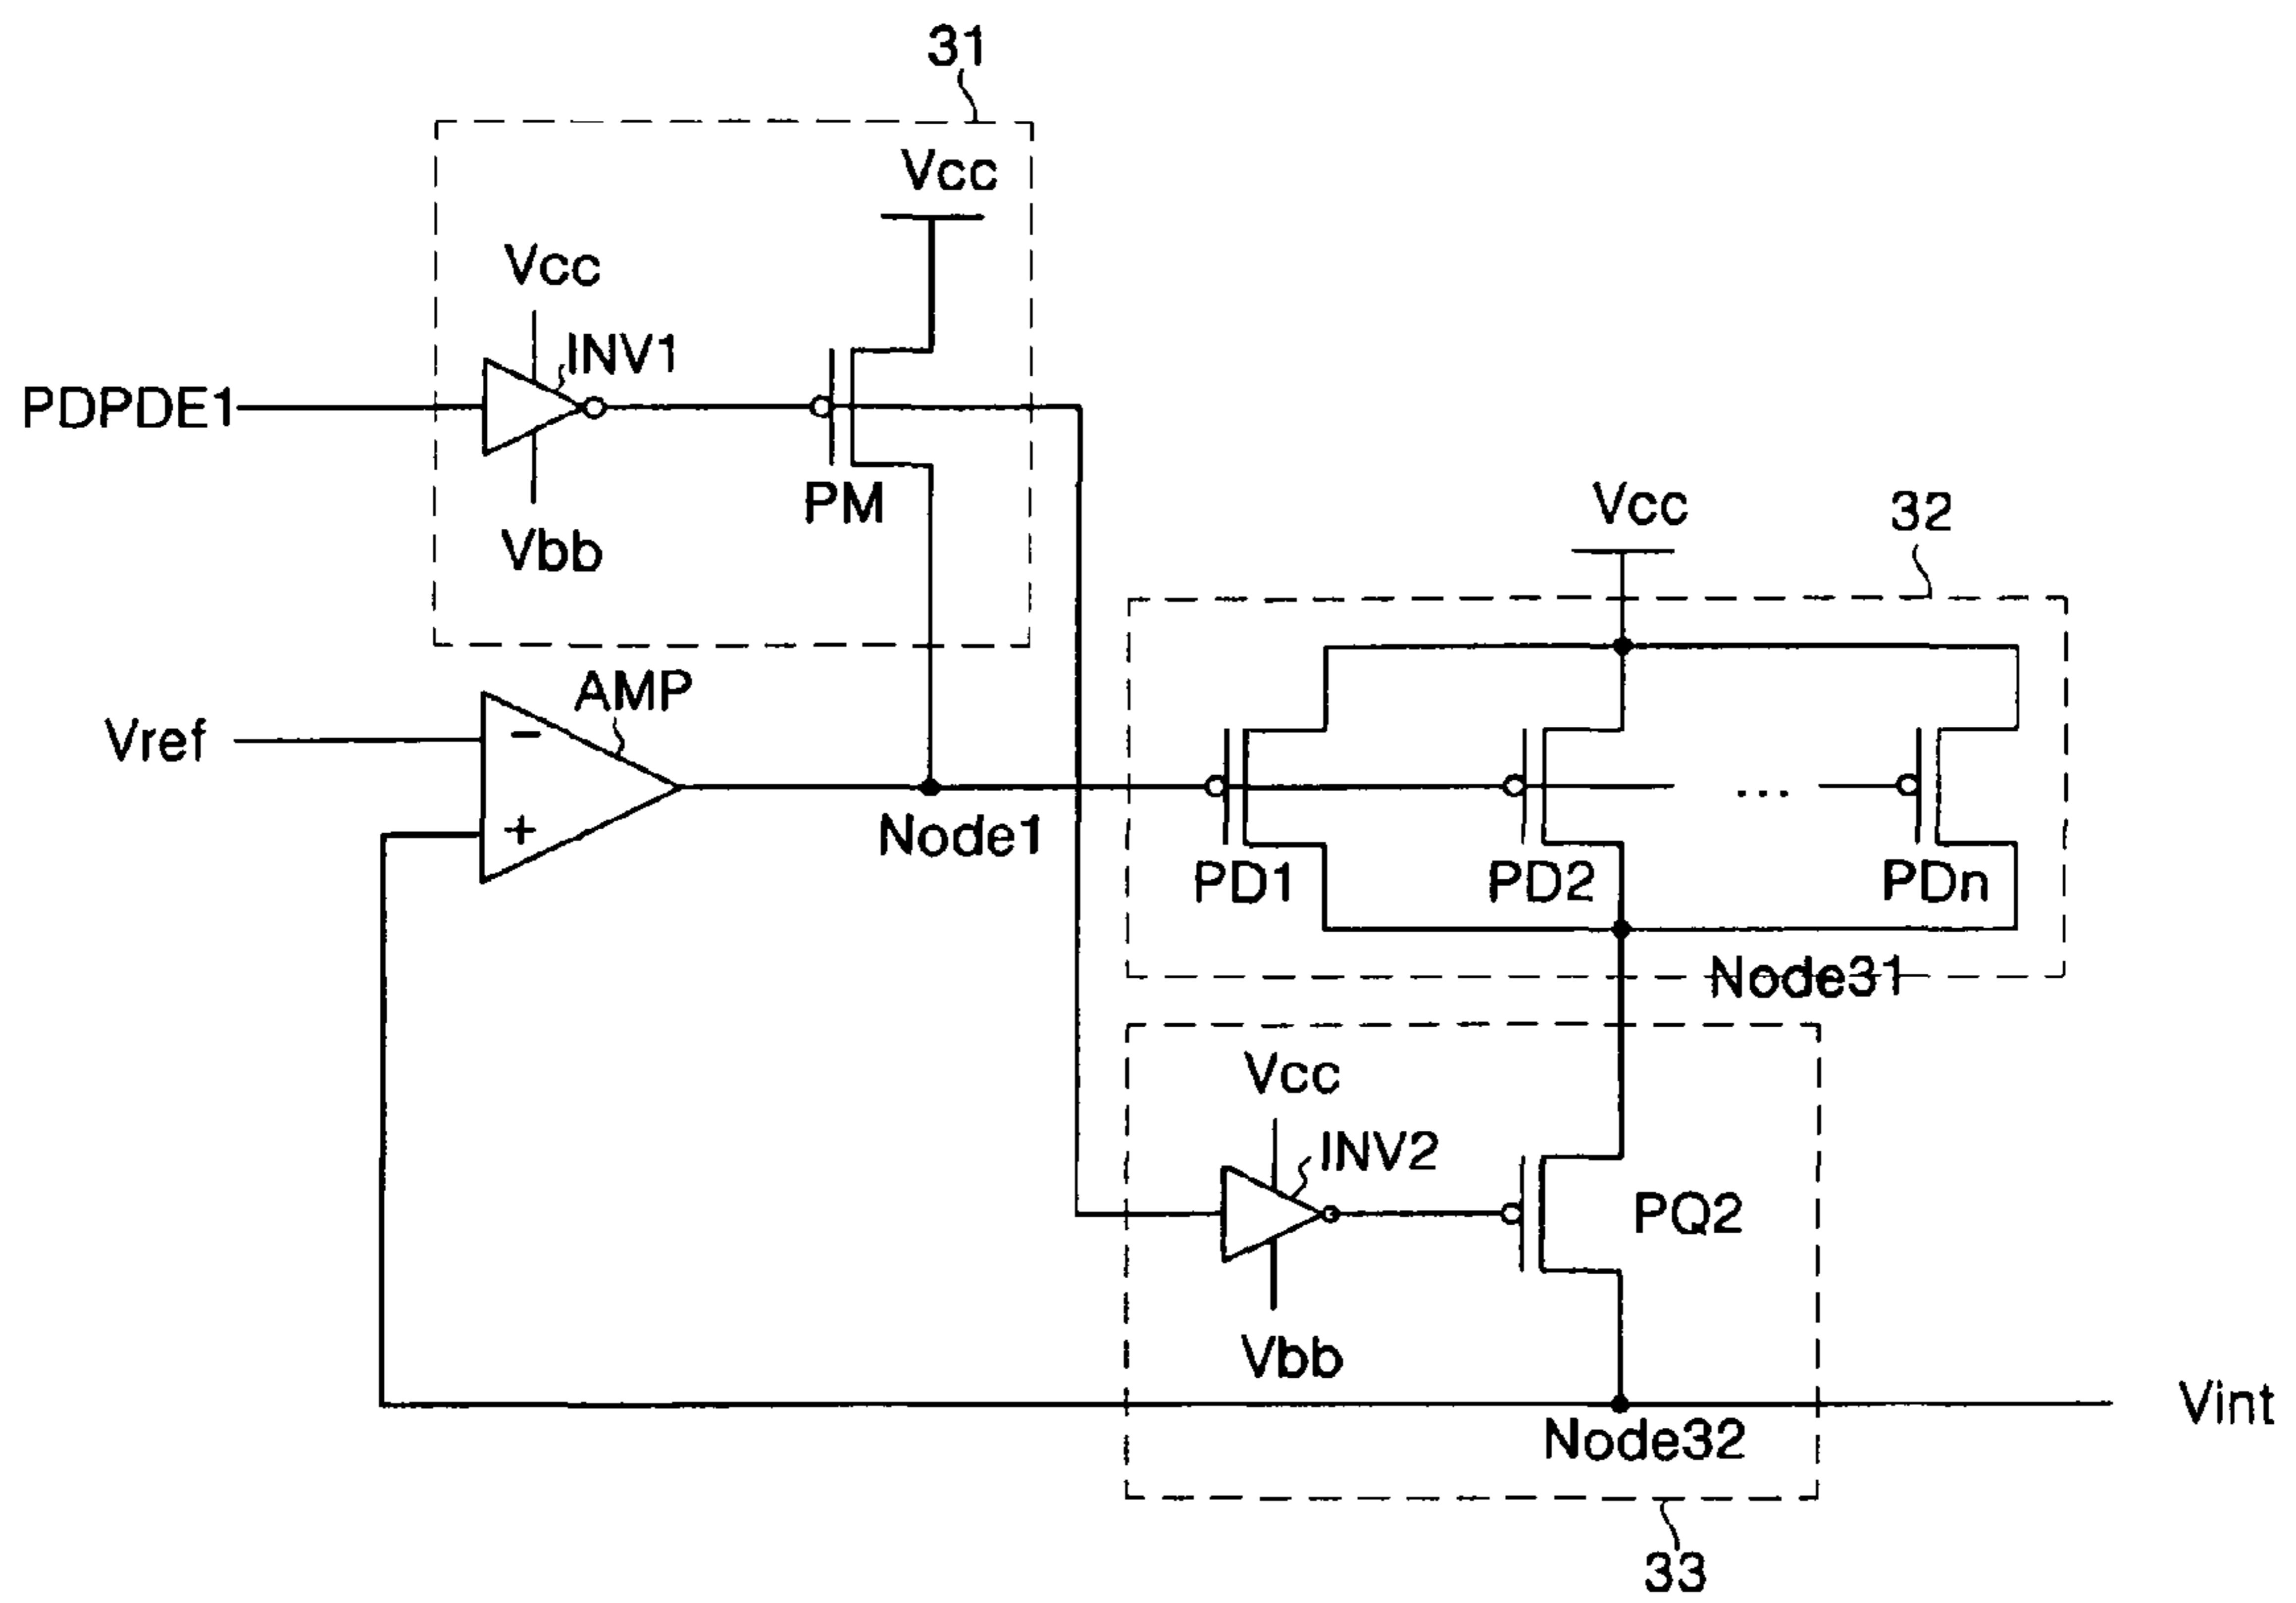 31
Vcc
Vcc
INV1
PDPDE1
PM
Vbb
Vcc
32
AMP
Vref
−
+
Node1
PD1
PD2
...
PDn
Node31
Vcc
INV2
PQ2
Vbb
Vint
Node32
33